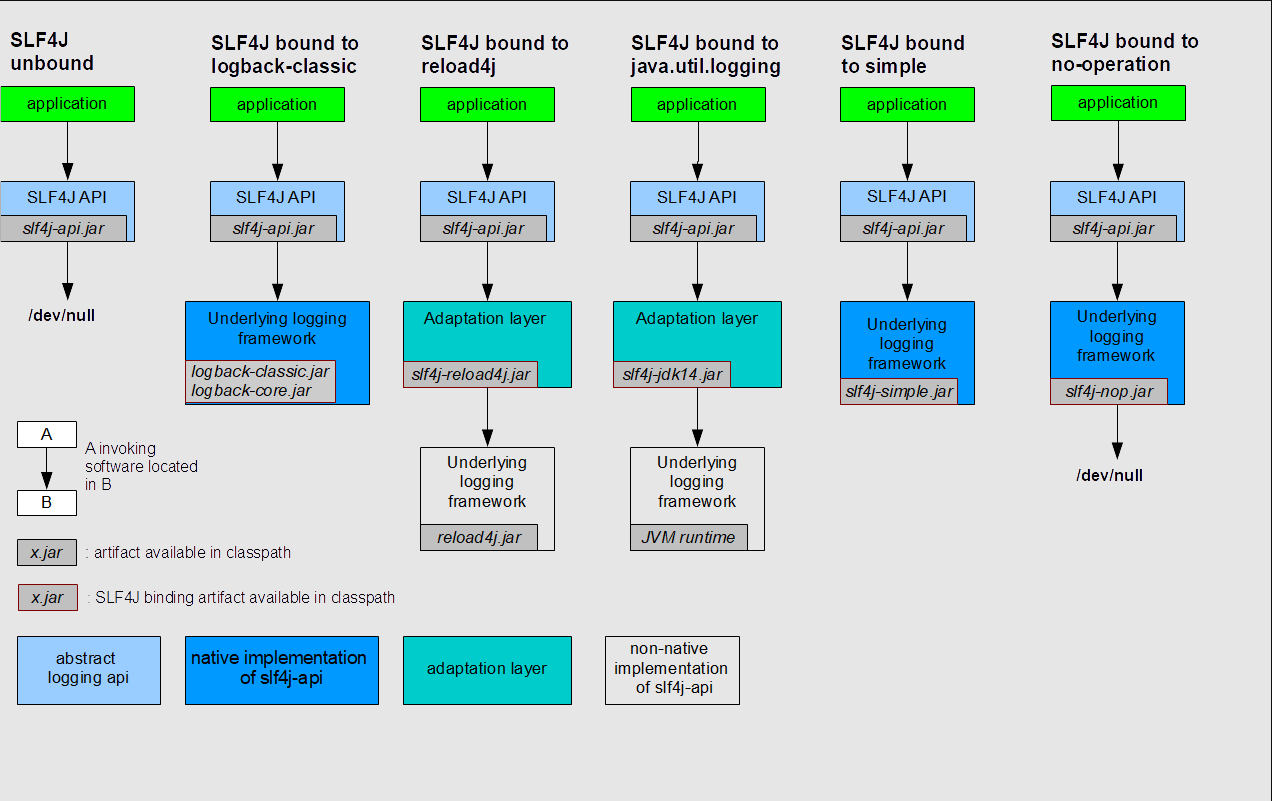 SLF4J
unbound
application
SLF4J API
slf4j-api.jar
/dev/null
SLF4J bound to
logback-classic
application
SLF4J API
slf4j-api.jar
Underlying logging
framework
logback-classic.jar
logback-core.jar
SLF4J bound to
reload4j
application
SLF4J API
slf4j-api.jar
Adaptation layer
slf4j-reload4j.jar
Underlying
logging
framework
reload4j.jar
SLF4J bound to
java.util.logging
application
SLF4J API
slf4j-api.jar
Adaptation layer
slf4j-jdk14.jar
Underlying
logging
framework
JVM runtime
SLF4J bound
to simple
application
SLF4J API
slf4j-api.jar
Underlying
logging
framework
slf4j-simple.jar
SLF4J bound to
no-operation
application
SLF4J API
slf4j-api.jar
Underlying
logging
framework
slf4j-nop.jar
/dev/null
A
B
A invoking
software located
in B
x.jar : artifact available in classpath
x.jar : SLF4J binding artifact available in classpath
abstract
logging api
native implementation
of slf4j-api
adaptation layer
non-native
implementation
of slf4j-api